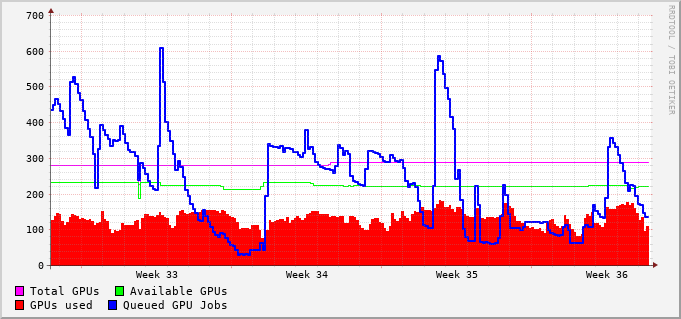 700
600
500
400
300
200
100
0
Week 33 Week 34 Week 35 Week 36
Total GPUs Available GPUs
GPUs used Queued GPU Jobs
RRDTOOL / TOBI OETIKER